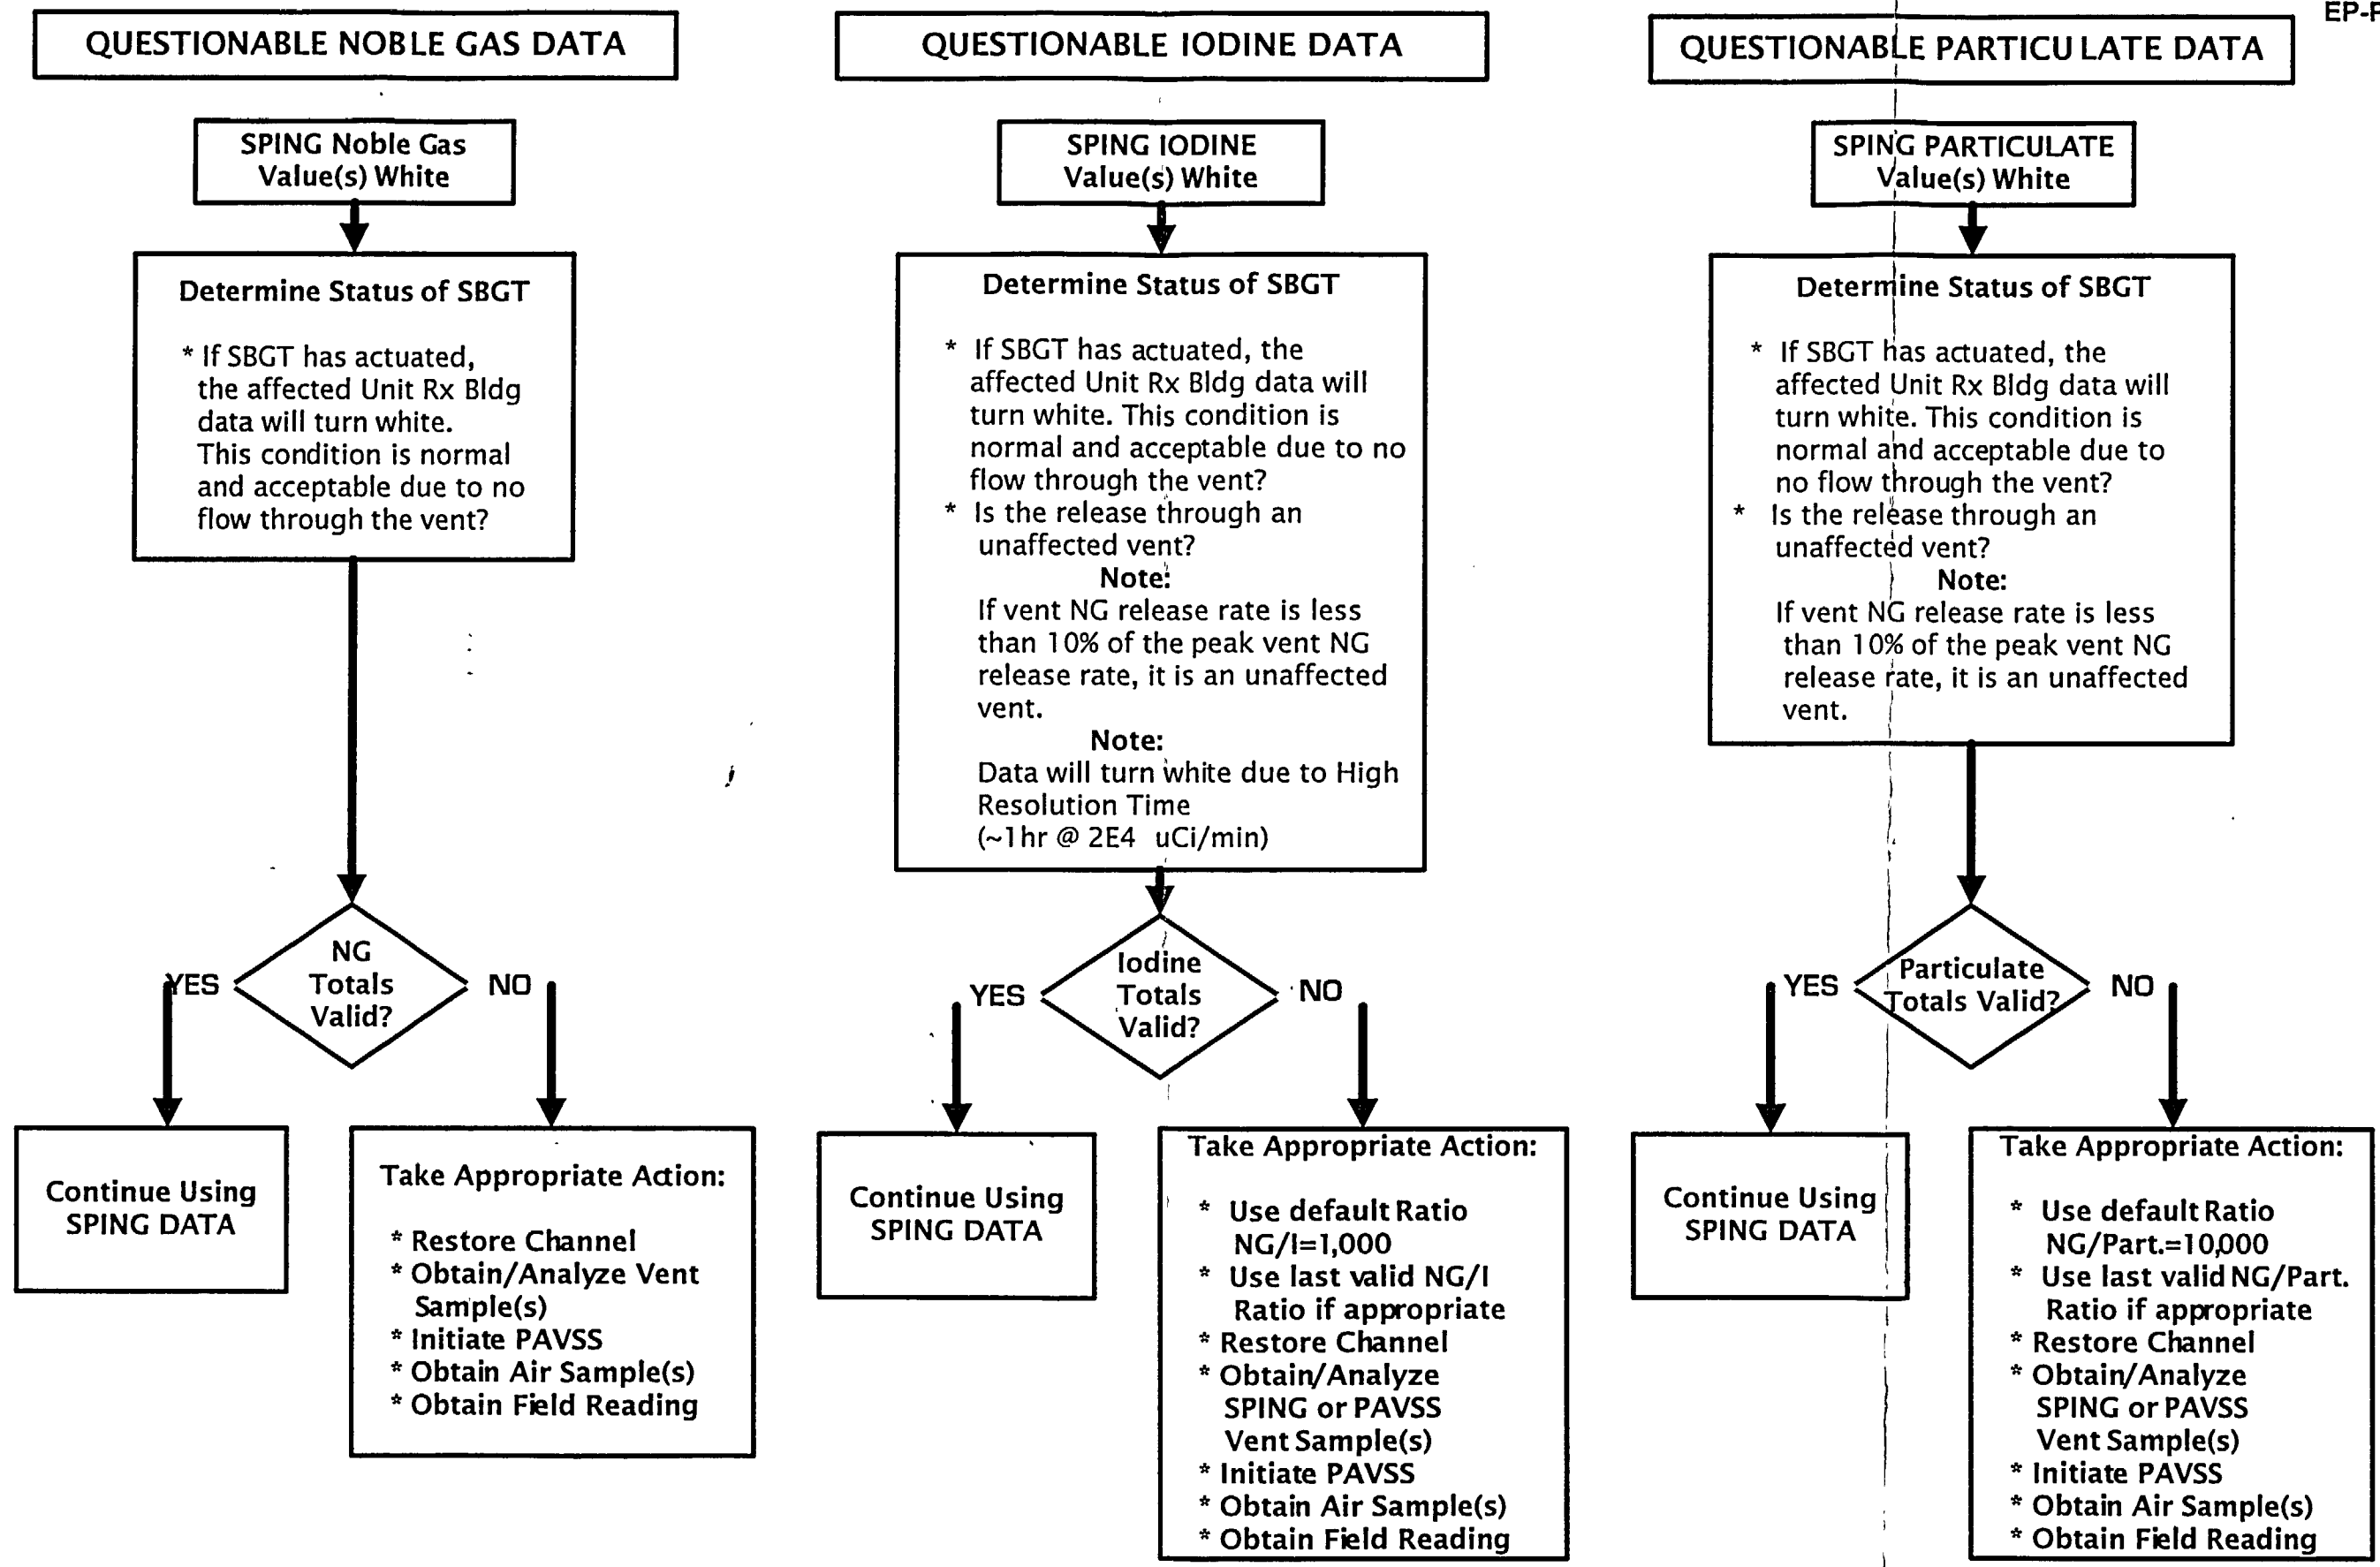 EP-P
QUESTIONABLE NOBLE GAS DATA
SPING Noble Gas
Value(s) White
Determine Status of SBGT
* If SBGT has actuated,
the affected Unit Rx Bldg
data will turn white.
This condition is normal
and acceptable due to no
flow through the vent?
NG
Totals
Valid?
YES
NO
Continue Using
SPING DATA
Take Appropriate Action:
* Restore Channel
* Obtain/Analyze Vent
Sample(s)
* Initiate PAVSS
* Obtain Air Sample(s)
* Obtain Field Reading
QUESTIONABLE IODINE DATA
SPING IODINE
Value(s) White
Determine Status of SBGT
* If SBGT has actuated, the
affected Unit Rx Bldg data will
turn white. This condition is
normal and acceptable due to no
flow through the vent?
* Is the release through an
unaffected vent?
Note:
If vent NG release rate is less
than 10% of the peak vent NG
release rate, it is an unaffected
vent.
Note:
Data will turn white due to High
Resolution Time
(~1hr @ 2E4 uCi/min)
Iodine
Totals
Valid?
YES
NO
Continue Using
SPING DATA
Take Appropriate Action:
* Use default Ratio
NG/I=1,000
* Use last valid NG/I
Ratio if appropriate
* Restore Channel
* Obtain/Analyze
SPING or PAVSS
Vent Sample(s)
* Initiate PAVSS
* Obtain Air Sample(s)
* Obtain Field Reading
QUESTIONABLE PARTICULATE DATA
SPING PARTICULATE
Value(s) White
Determine Status of SBGT
* If SBGT has actuated, the
affected Unit Rx Bldg data will
turn white. This condition is
normal and acceptable due to
no flow through the vent?
* Is the release through an
unaffected vent?
Note:
If vent NG release rate is less
than 10% of the peak vent NG
release rate, it is an unaffected
vent.
Particulate
Totals Valid?
YES
NO
Continue Using
SPING DATA
Take Appropriate Action:
* Use default Ratio
NG/Part.=10,000
* Use last valid NG/Part.
Ratio if appropriate
* Restore Channel
* Obtain/Analyze
SPING or PAVSS
Vent Sample(s)
* Initiate PAVSS
* Obtain Air Sample(s)
* Obtain Field Reading